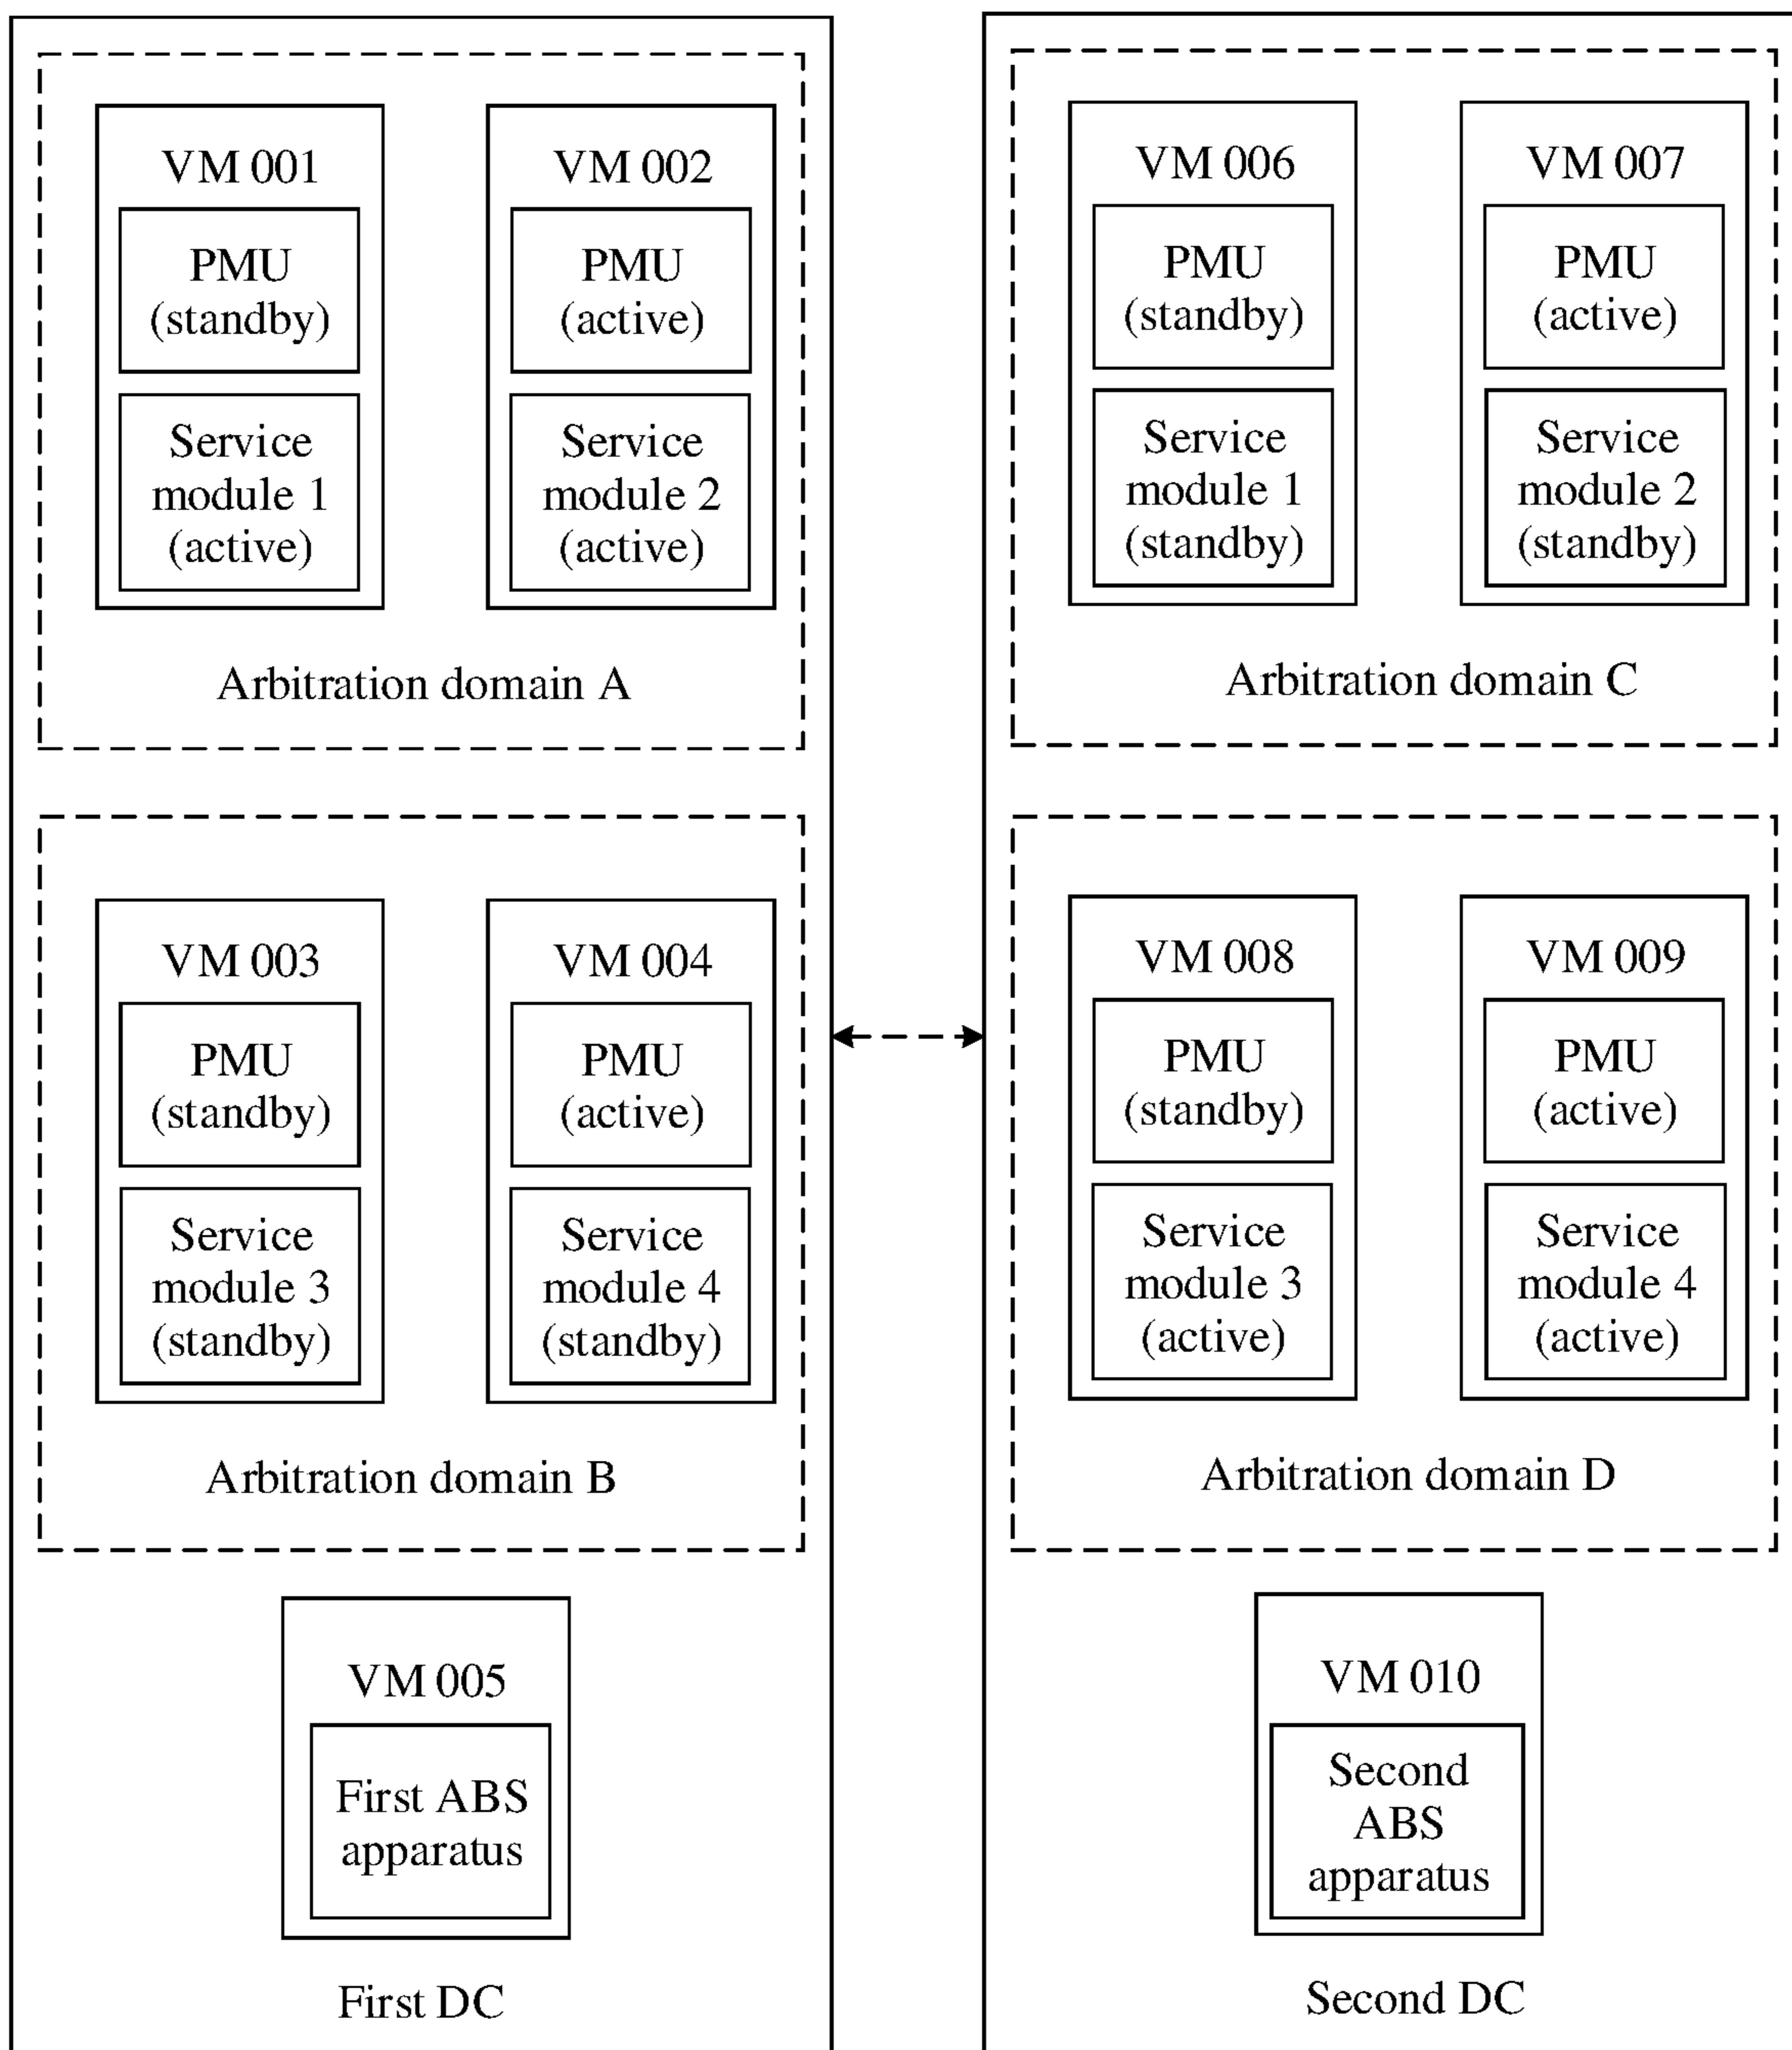 VM 001
PMU
(standby)
Service
module 1
(active)
VM 002
PMU
(active)
Service
module 2
(active)
Arbitration domain A
VM 003
PMU
(standby)
Service
module 3
(standby)
VM 004
PMU
(active)
Service
module 4
(standby)
Arbitration domain B
VM 005
First ABS
apparatus
First DC
VM 006
PMU
(standby)
Service
module 1
(standby)
VM 007
PMU
(active)
Service
module 2
(standby)
Arbitration domain C
VM 008
PMU
(standby)
Service
module 3
(active)
VM 009
PMU
(active)
Service
module 4
(active)
Arbitration domain D
VM 010
Second
ABS
apparatus
Second DC